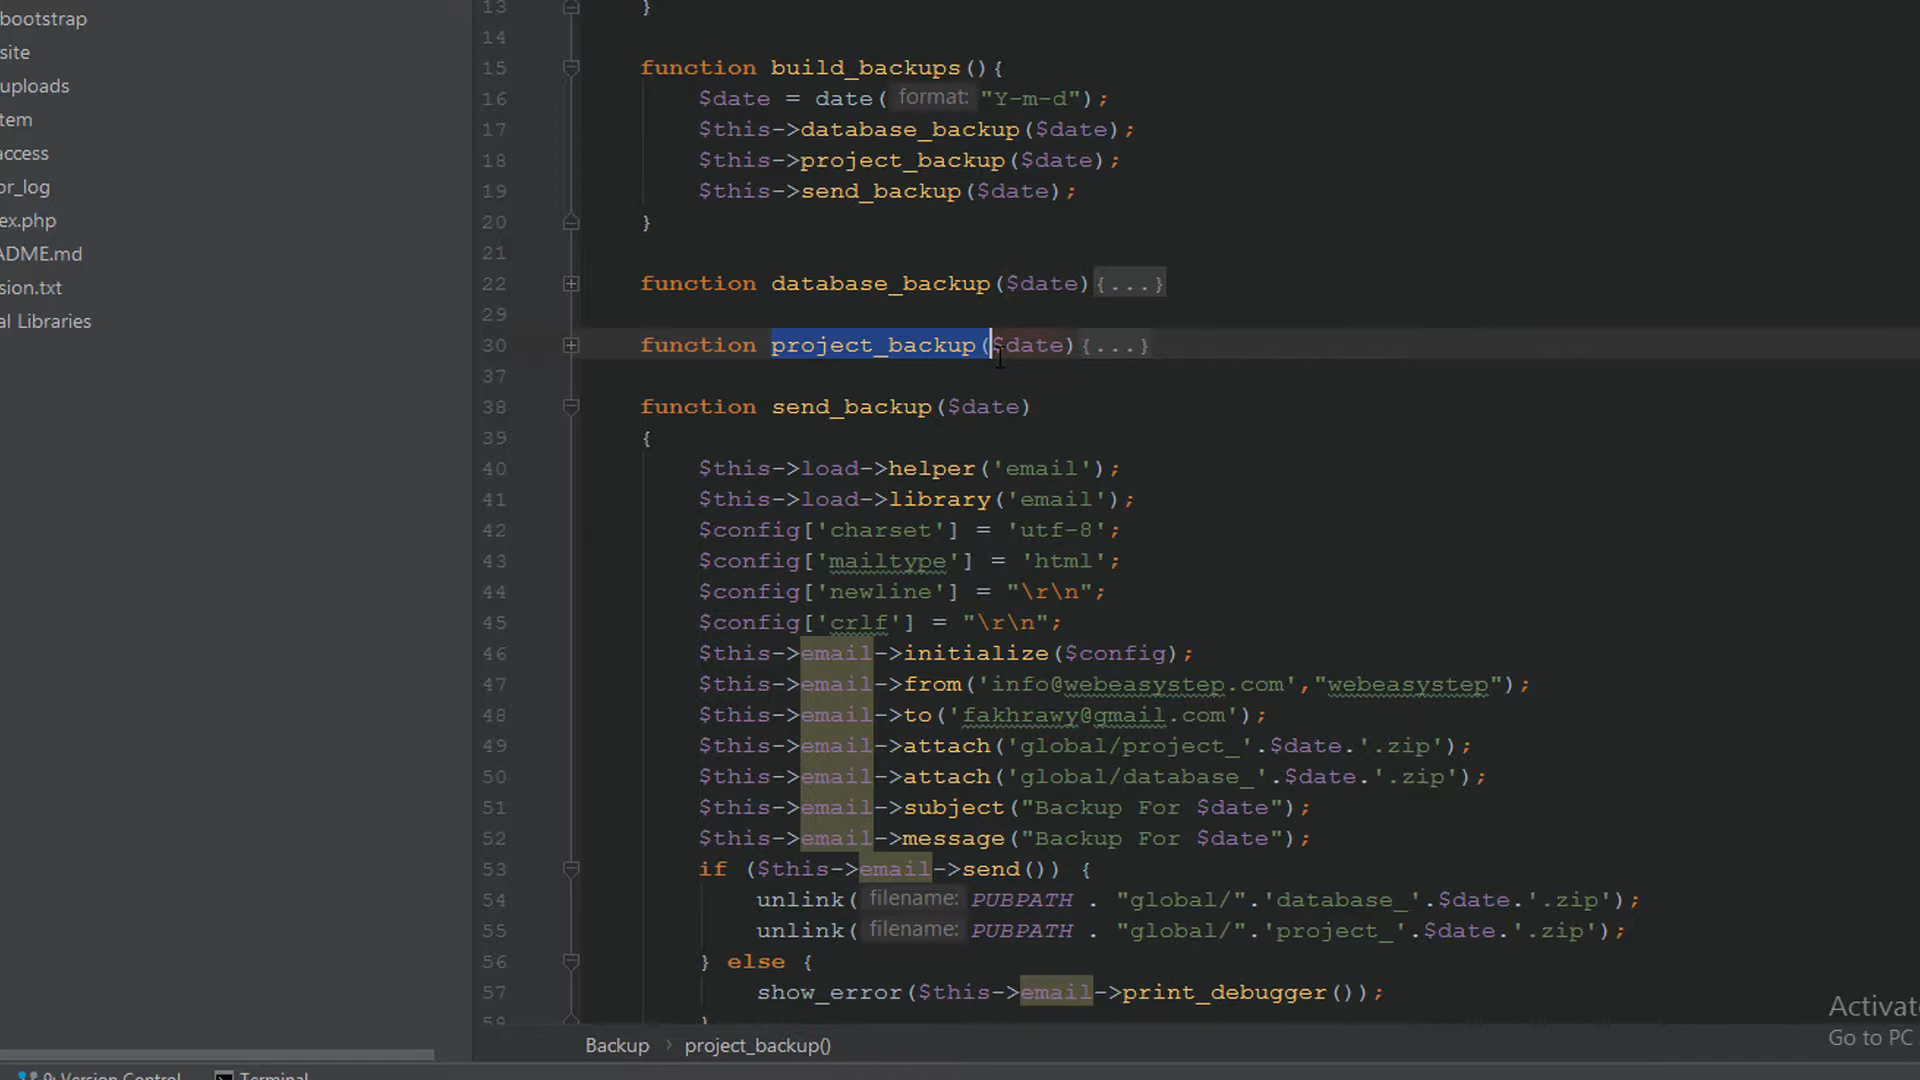 bootstrap
site
uploads
tem
access
or_log
ex.php
ADME.md
sion.txt
al Libraries
13 }
14
15 function build_backups(){
16 $date = date( format: "Y-m-d");
17 $this->database_backup($date);
18 $this->project_backup($date);
19 $this->send_backup($date);
20 }
21
22 function database_backup($date){...}
29
30 function project_backup($date){...}
37
38 function send_backup($date)
39 {
40 $this->load->helper('email');
41 $this->load->library('email');
42 $config['charset'] = 'utf-8';
43 $config['mailtype'] = 'html';
44 $config['newline'] = "\r\n";
45 $config['crlf'] = "\r\n";
46 $this->email->initialize($config);
47 $this->email->from('info@webeasystep.com',"webeasystep");
48 $this->email->to('fakhrawy@gmail.com');
49 $this->email->attach('global/project_'.$date.'.zip');
50 $this->email->attach('global/database_'.$date.'.zip');
51 $this->email->subject("Backup For $date");
52 $this->email->message("Backup For $date");
53 if ($this->email->send()) {
54 unlink( filename: PUBPATH . "global/".'database_'.$date.'.zip');
55 unlink( filename: PUBPATH . "global/".'project_'.$date.'.zip');
56 } else {
57 show_error($this->email->print_debugger());
58 }
Activat
Go to PC
Backup › project_backup()
9: Version Control Terminal